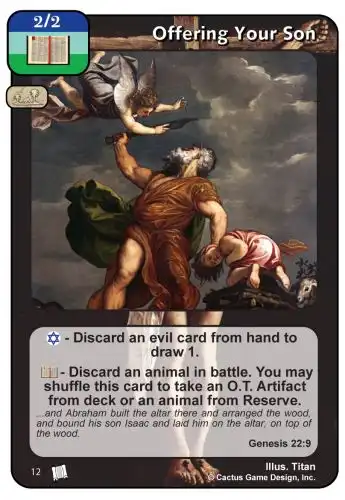 Offering Your Son
2/2
- Discard an evil card from hand to
draw 1.
- Discard an animal in battle. You may
shuffle this card to take an O.T. Artifact
from deck or an animal from Reserve.
...and Abraham built the altar there and arranged the wood,
and bound his son Isaac and laid him on the altar, on top of
the wood.
Genesis 22:9
12
Illus. Titan
© Cactus Game Design, Inc.